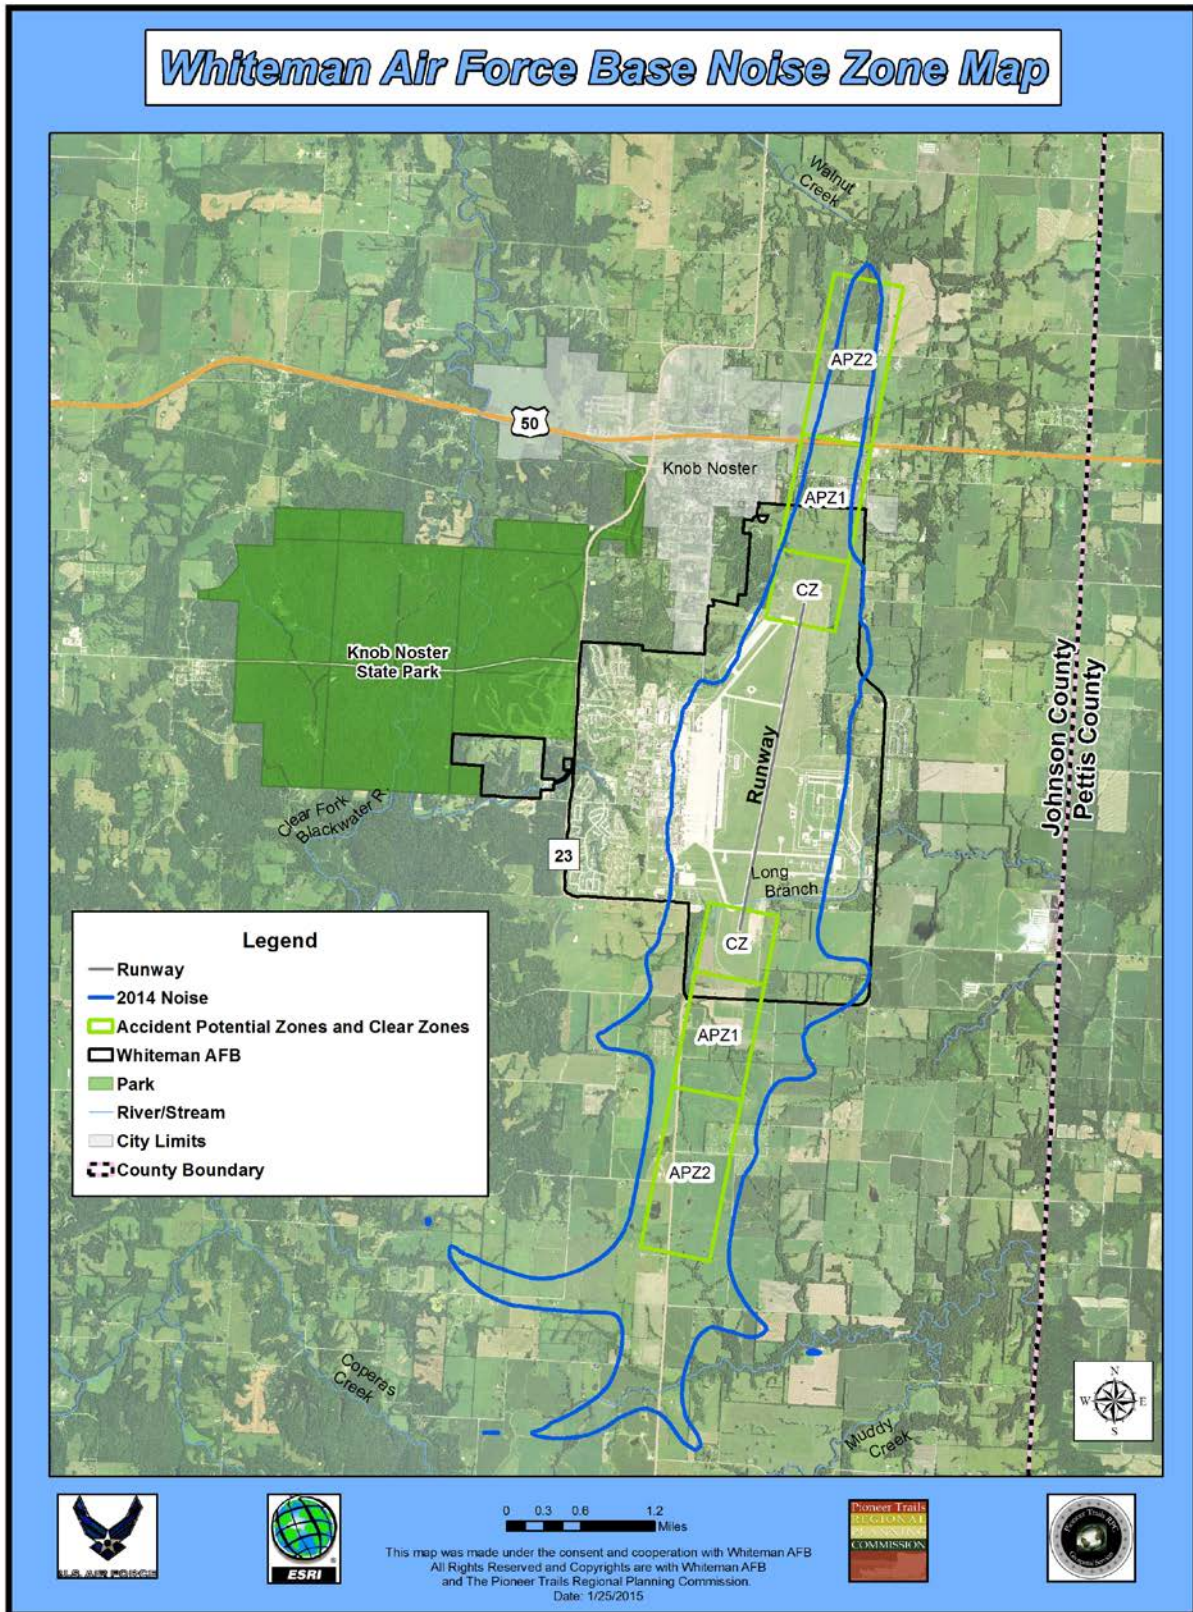 Whiteman Air Force Base Noise Zone Map
Walnut
Creek
APZ2
50
Knob Noster
APZ1
CZ
Knob Noster
State Park
Johnson County
Pettis County
Runway
Clear Fork
Blackwater R.
23
Long
Branch
CZ
Legend
Runway
2014 Noise
Accident Potential Zones and Clear Zones
Whiteman AFB
Park
River/Stream
City Limits
County Boundary
APZ1
APZ2
Coperas
Creek
Muddy
Creek
N
W E
S
U.S. AIR FORCE
ESRI
0 0.3 0.6 1.2
Miles
This map was made under the consent and cooperation with Whiteman AFB
All Rights Reserved and Copyrights are with Whiteman AFB
and The Pioneer Trails Regional Planning Commission.
Date: 1/25/2015
Pioneer Trails
REGIONAL
PLANNING
COMMISSION
Pioneer Trails RPC